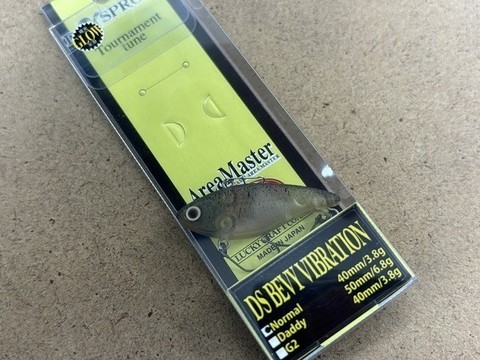 GLOW
SPRO
Tournament
tune
AreaMaster
LUCKY CRAFT CO.
MADE IN JAPAN
DS BEVY VIBRATION
Normal 40mm/3.8g
Daddy 50mm/6.8g
G2 40mm/3.8g